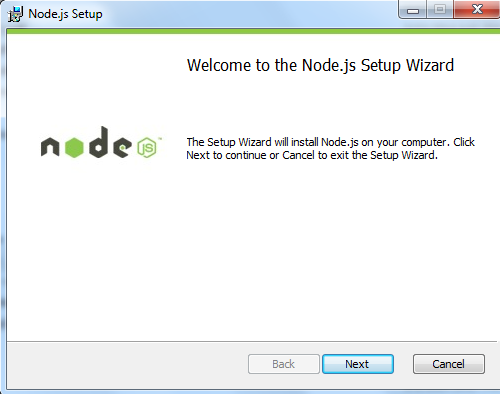 Node.js Setup
Welcome to the Node.js Setup Wizard
node JS™
The Setup Wizard will install Node.js on your computer. Click
Next to continue or Cancel to exit the Setup Wizard.
Back Next Cancel